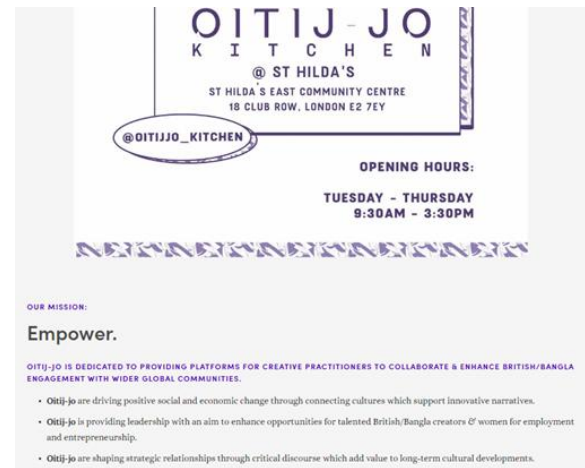 OITIJ-JO
KITCHEN
@ ST HILDA'S
ST HILDA'S EAST COMMUNITY CENTRE
18 CLUB ROW, LONDON E2 7EY
@OITIJJO_KITCHEN
OPENING HOURS:
TUESDAY - THURSDAY
9:30AM - 3:30PM
OUR MISSION:
Empower.
OITIJ-JO IS DEDICATED TO PROVIDING PLATFORMS FOR CREATIVE PRACTITIONERS TO COLLABORATE & ENHANCE BRITISH/BANGLA
ENGAGEMENT WITH WIDER GLOBAL COMMUNITIES.
• Oitij-jo are driving positive social and economic change through connecting cultures which support innovative narratives.
• Oitij-jo is providing leadership with an aim to enhance opportunities for talented British/Bangla creators & women for employment
and entrepreneurship.
• Oitij-jo are shaping strategic relationships through critical discourse which add value to long-term cultural developments.